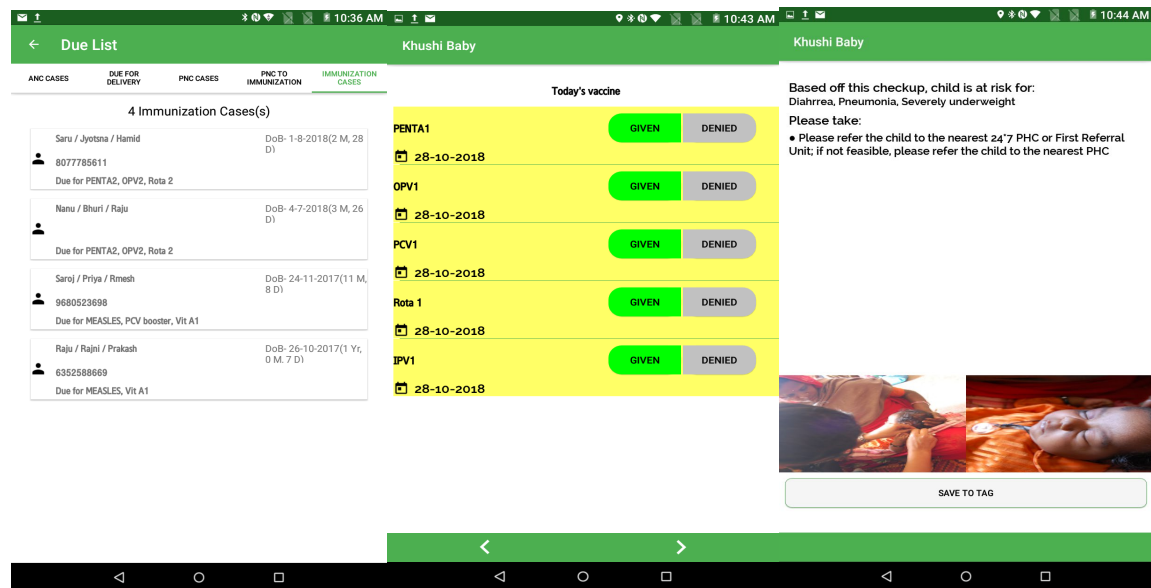 10:36 AM
Due List
ANC CASES
DUE FOR
DELIVERY
PNC CASES
PNC TO
IMMUNIZATION
IMMUNIZATION
CASES
4 Immunization Cases(s)
Saru / Jyotsna / Hamid
DoB- 1-8-2018(2 M, 28
D)
8077785611
Due for PENTA2, OPV2, Rota 2
Nanu / Bhuri / Raju
DoB- 4-7-2018(3 M, 26
D)
Due for PENTA2, OPV2, Rota 2
Saroj / Priya / Rmesh
DoB- 24-11-2017(11 M,
8 D)
9680523698
Due for MEASLES, PCV booster, Vit A1
Raju / Rajni / Prakash
DoB- 26-10-2017(1 Yr,
0 M, 7 D)
6352588669
Due for MEASLES, Vit A1
10:43 AM
Khushi Baby
Today's vaccine
PENTA1 GIVEN DENIED
28-10-2018
OPV1 GIVEN DENIED
28-10-2018
PCV1 GIVEN DENIED
28-10-2018
Rota 1 GIVEN DENIED
28-10-2018
IPV1 GIVEN DENIED
28-10-2018
10:44 AM
Khushi Baby
Based off this checkup, child is at risk for:
Diahrrea, Pneumonia, Severely underweight
Please take:
● Please refer the child to the nearest 24*7 PHC or First Referral
Unit; if not feasible, please refer the child to the nearest PHC
SAVE TO TAG